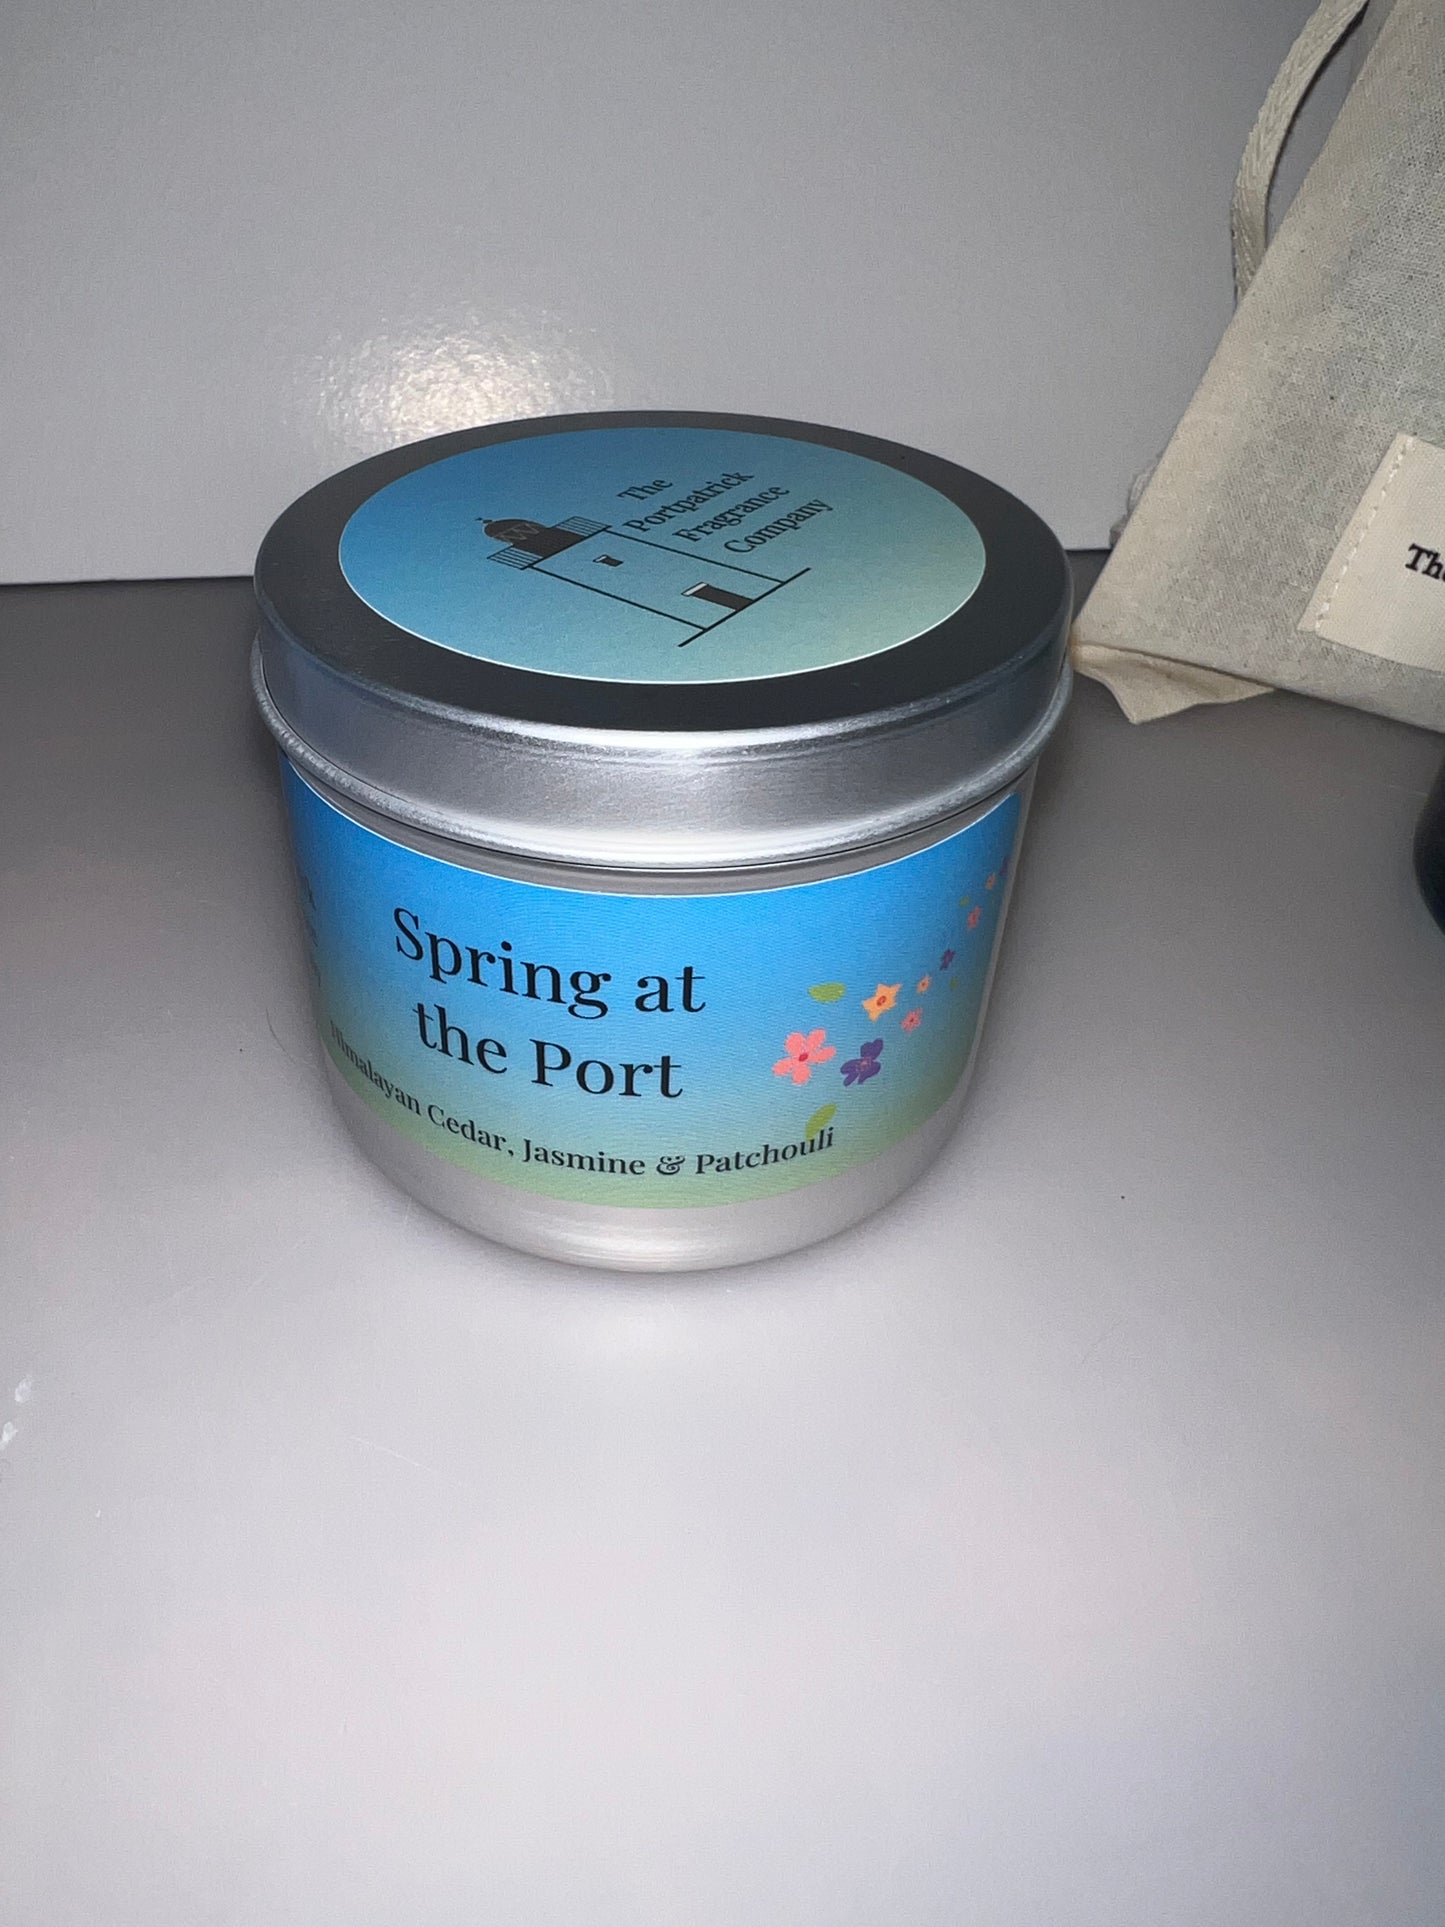 The
Portpatrick
Fragrance
Company
Spring at
the Port
Himalayan Cedar, Jasmine & Patchouli